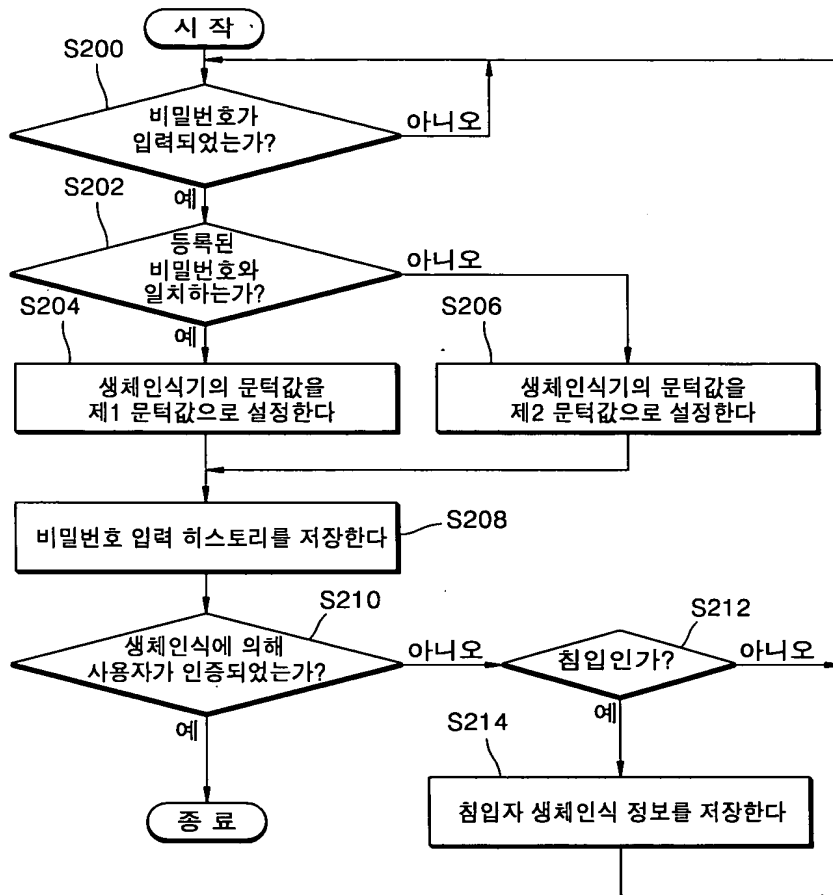 시 작
S200
비밀번호가
입력되었는가?
아니오
예
S202
등록된
비밀번호와
일치하는가?
아니오
예
S204
생체인식기의 문턱값을
제1 문턱값으로 설정한다
S206
생체인식기의 문턱값을
제2 문턱값으로 설정한다
S208
비밀번호 입력 히스토리를 저장한다
S210
생체인식에 의해
사용자가 인증되었는가?
아니오
예
S212
침입인가?
아니오
예
S214
침입자 생체인식 정보를 저장한다
종 료